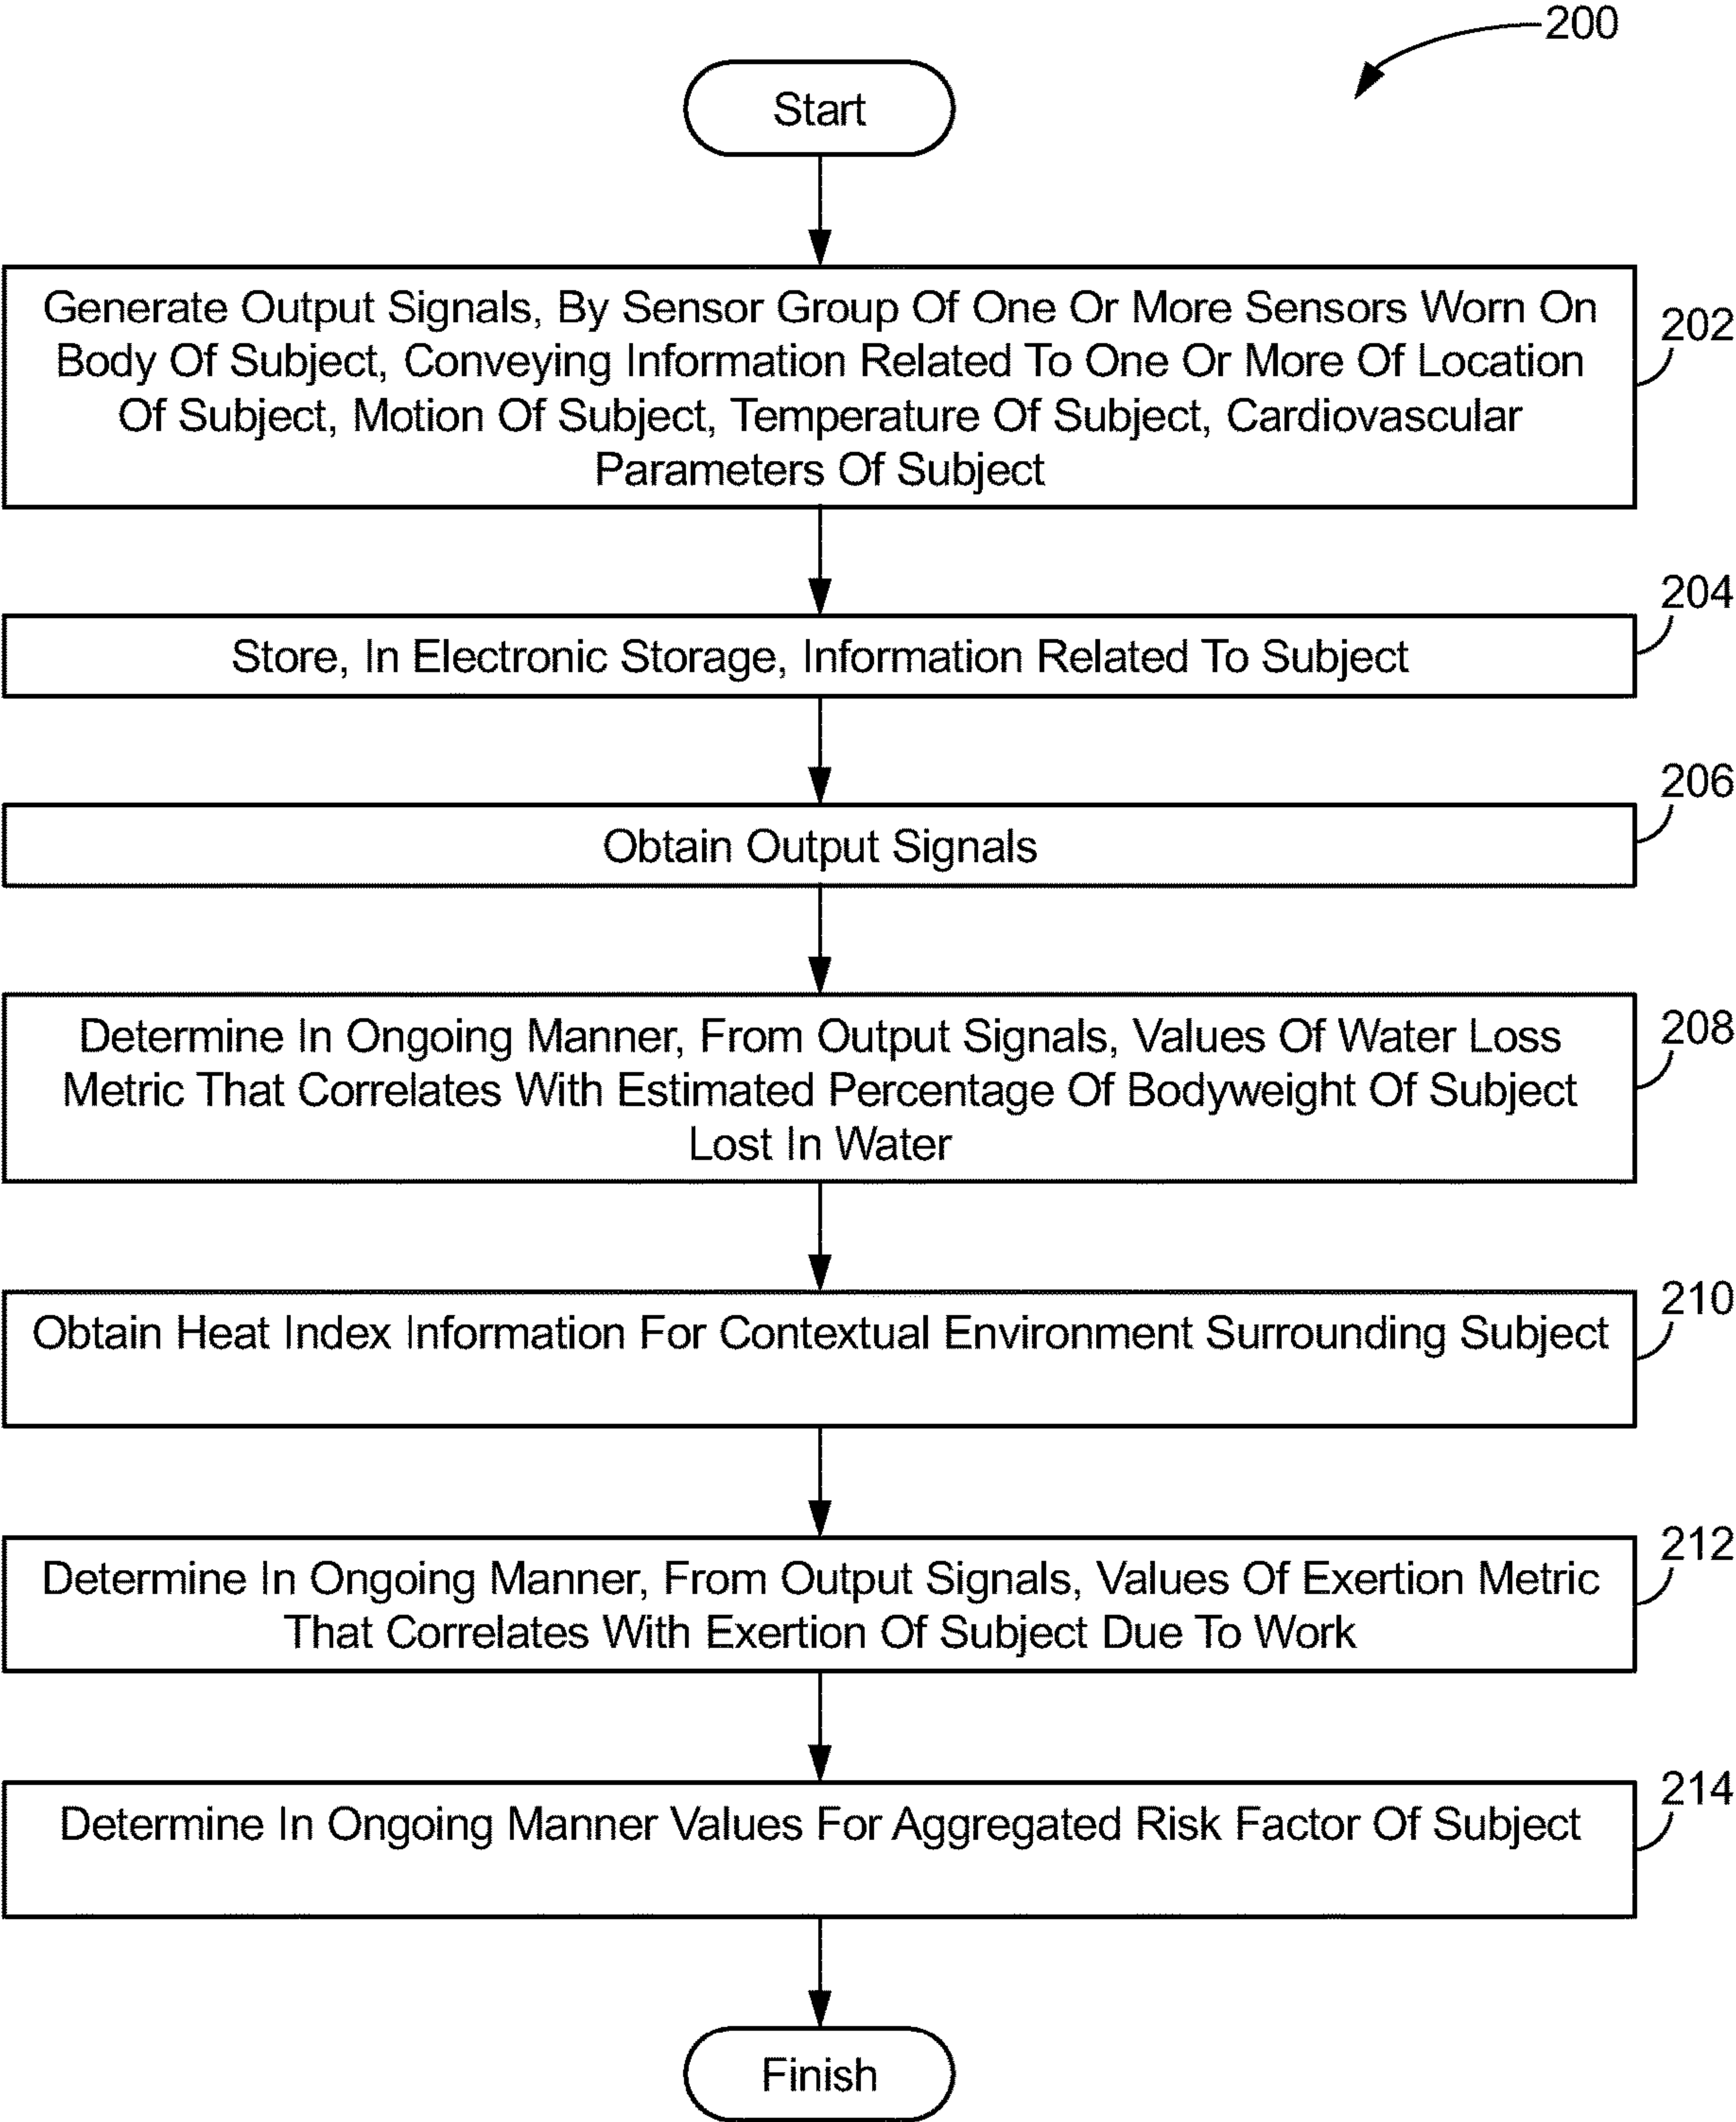 200
Start
Generate Output Signals, By Sensor Group Of One Or More Sensors Worn On
Body Of Subject, Conveying Information Related To One Or More Of Location
Of Subject, Motion Of Subject, Temperature Of Subject, Cardiovascular
Parameters Of Subject
202
204
Store, In Electronic Storage, Information Related To Subject
206
Obtain Output Signals
Determine In Ongoing Manner, From Output Signals, Values Of Water Loss
Metric That Correlates With Estimated Percentage Of Bodyweight Of Subject
Lost In Water
208
210
Obtain Heat Index Information For Contextual Environment Surrounding Subject
212
Determine In Ongoing Manner, From Output Signals, Values Of Exertion Metric
That Correlates With Exertion Of Subject Due To Work
214
Determine In Ongoing Manner Values For Aggregated Risk Factor Of Subject
Finish